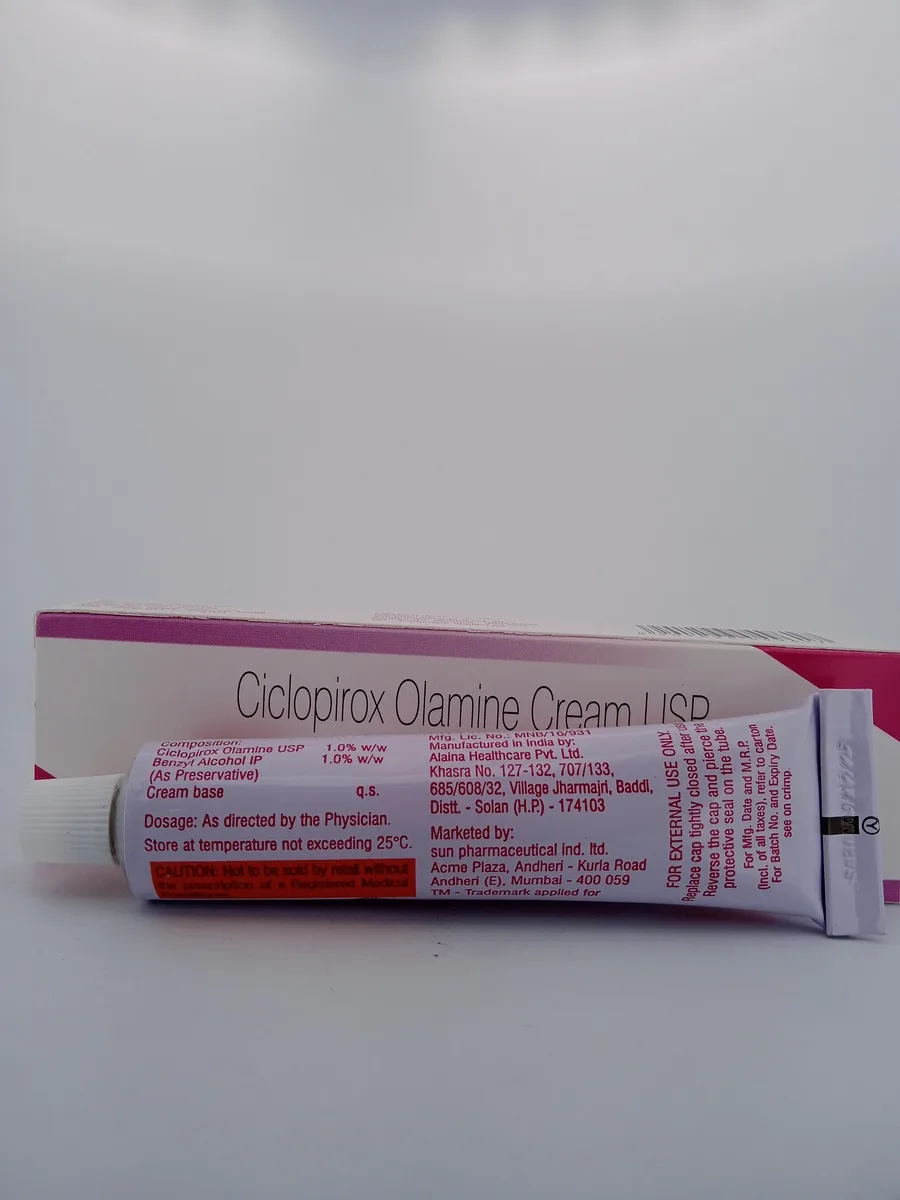 Ciclopirox Olamine Cream USP
Composition:
Ciclopirox Olamine USP 1.0% w/w
Benzyl Alcohol IP 1.0% w/w
(As Preservative)
Cream base q.s.
Dosage: As directed by the Physician.
Store at temperature not exceeding 25°C.
CAUTION: Not to be sold by retail without
the prescription of a Registered Medical
Mfg. Lic. No.: MNB/16/931
Manufactured in India by:
Alaina Healthcare Pvt. Ltd.
Khasra No. 127-132, 707/133,
685/608/32, Village Jharmajri, Baddi,
Distt. - Solan (H.P.) - 174103
Marketed by:
sun pharmaceutical ind. ltd.
Acme Plaza, Andheri - Kurla Road
Andheri (E), Mumbai - 400 059
TM - Trademark applied for
FOR EXTERNAL USE ONLY.
Replace cap tightly closed after
Reverse the cap and pierce the
protective seal on the tube.
For Mfg. Date and M.R.P.
(Incl. of all taxes), refer to carton
For Batch No. and Expiry Date.
see on crimp.